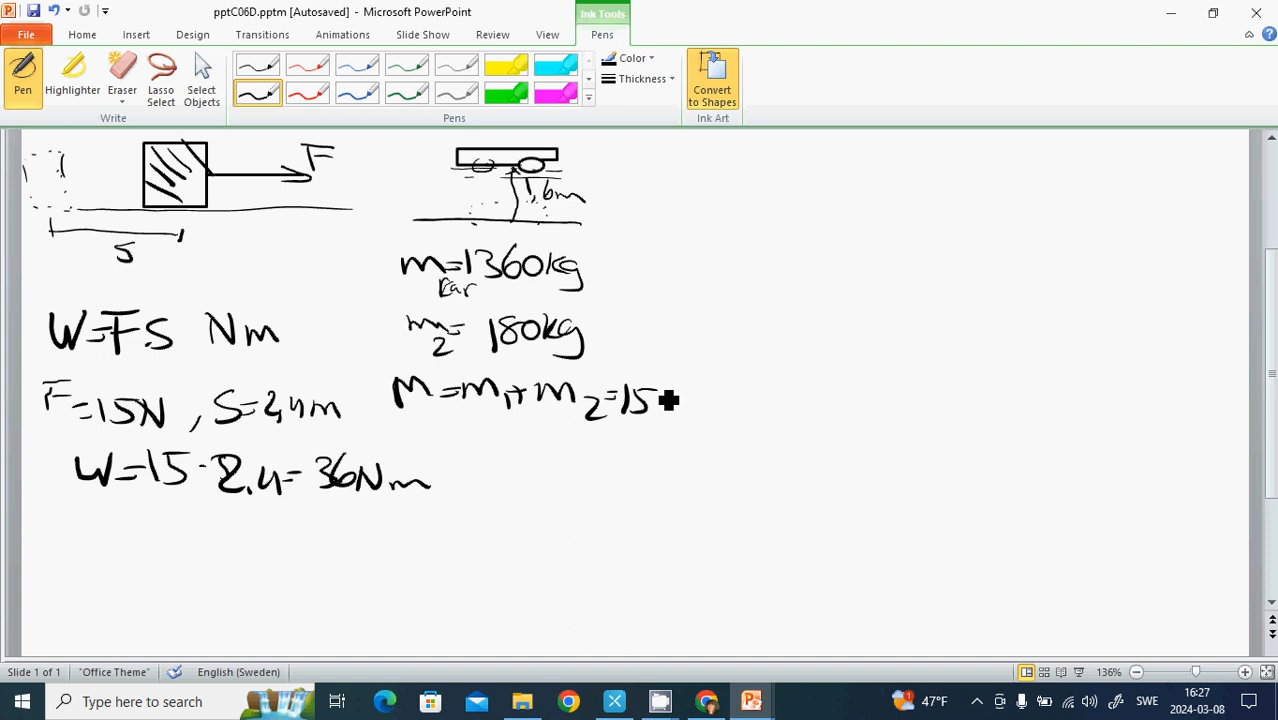 pptC06D.pptm [Autosaved] - Microsoft PowerPoint
Ink Tools
File Home Insert Design Transitions Animations Slide Show Review View Pens
Pen Highlighter Eraser Lasso Select Select Objects
Color
Thickness
Convert to Shapes
Write Pens Ink Art
F
1,6m
S
m=1360kg
car
W=F.S Nm
m2= 180kg
F=15N, S=2,4m
M=m1+m2=15
W=15·2.4=36Nm
Slide 1 of 1 "Office Theme" English (Sweden) 136%
Type here to search
47°F
SWE
16:27
2024-03-08